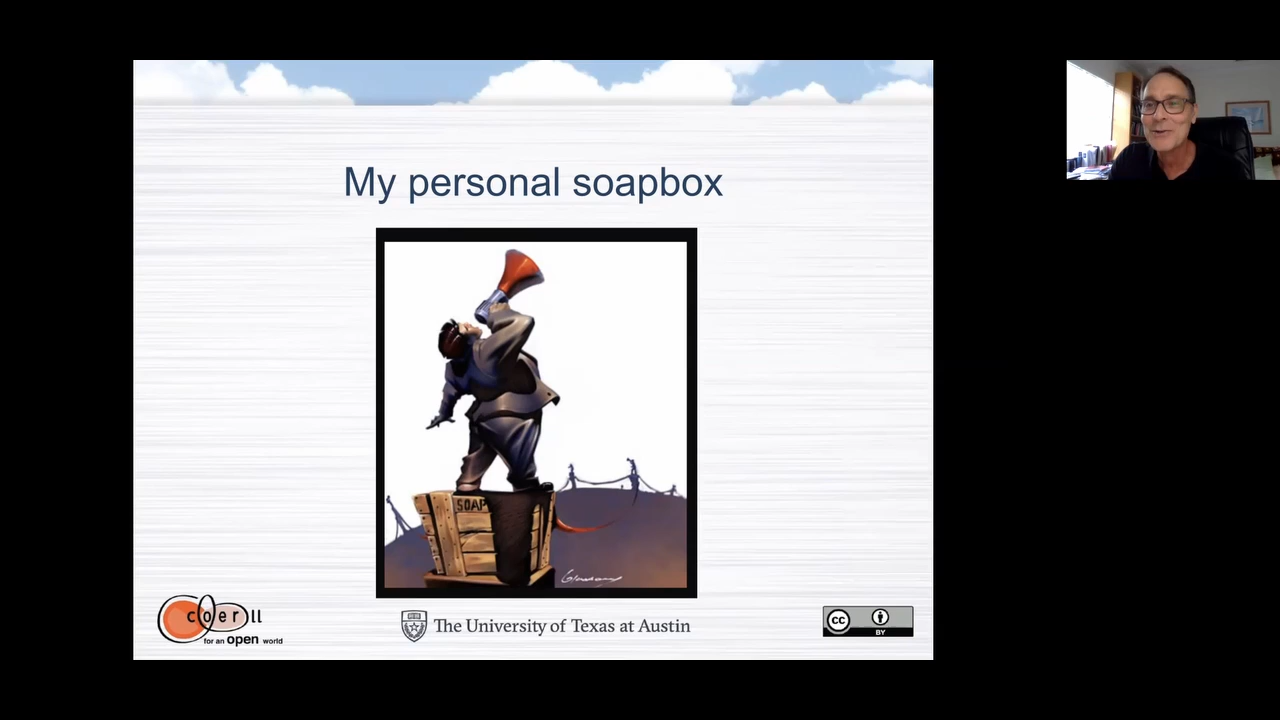 My personal soapbox
SOAP
coerll
for an open world
The University of Texas at Austin
cc
BY